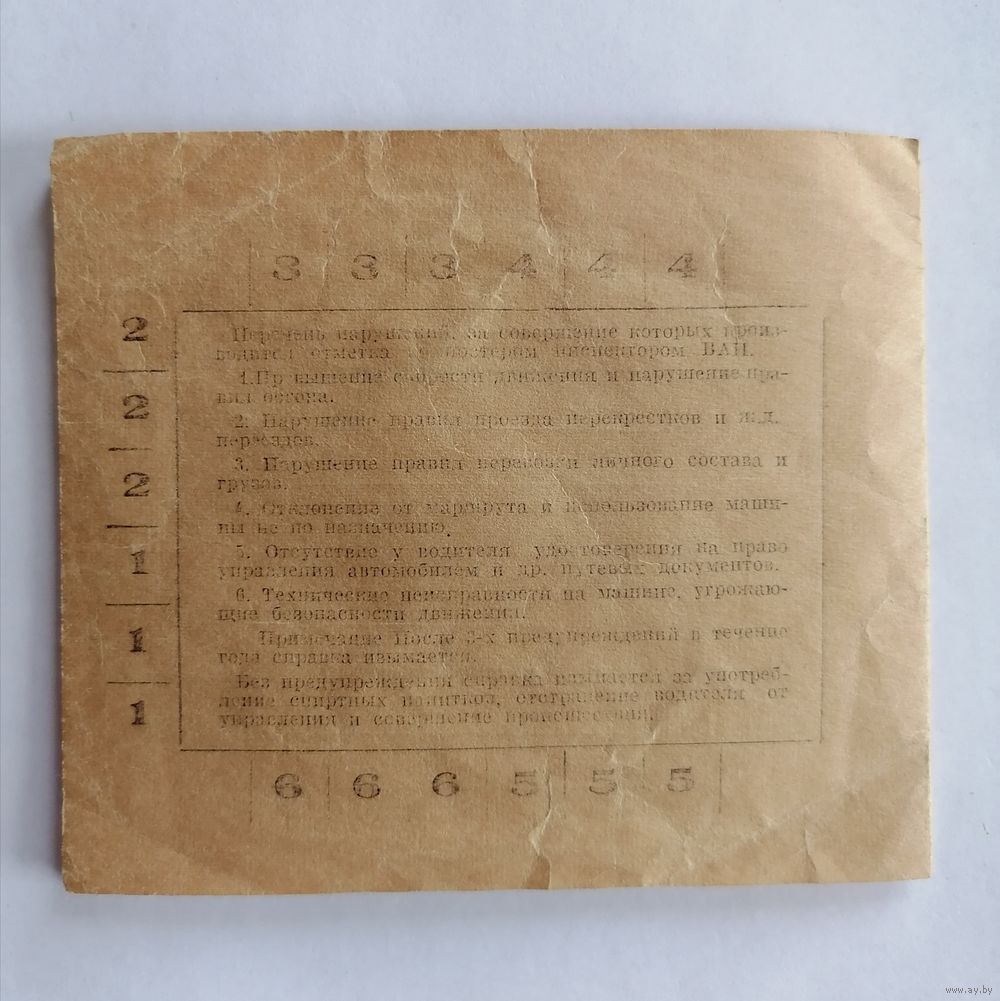 3 3 3 4 4 4
2
2
2
1
1
1
Перечень нарушений, за совершение которых произ-
водится отметка компостером инспектором ВАИ.
1. Превышение скорости движения и нарушение пра-
вил обгона.
2. Нарушение правил проезда перекрестков и ж.д.
переездов.
3. Нарушение правил перевозки личного состава и
грузов.
4. Отклонение от маршрута и использование маши-
ны не по назначению.
5. Отсутствие у водителя удостоверения на право
управления автомобилем и др. путевых документов.
6. Технические неисправности на машине, угрожаю-
щие безопасности движения.
Примечание После 3-х предупреждений в течение
года справка изымается.
Без предупреждения справка изымается за употреб-
ление спиртных напитков, отстранение водителя от
управления и совершение происшествия.
6 6 6 5 5 5
www.ay.by